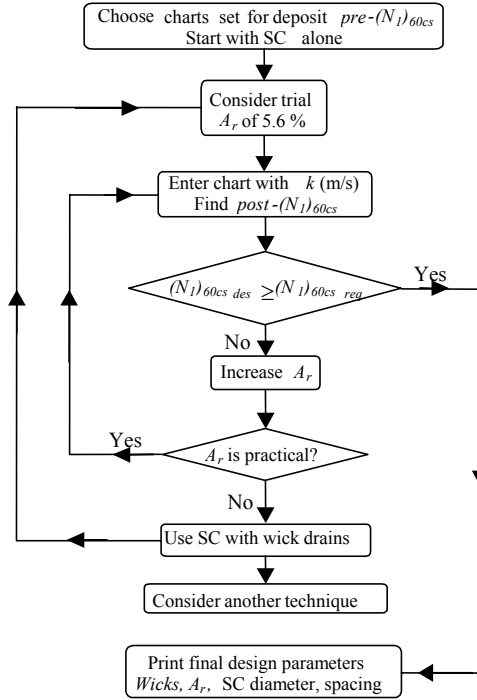 Choose charts set for deposit pre-(N1)60cs
Start with SC alone
Consider trial
Ar of 5.6 %
Enter chart with k (m/s)
Find post-(N1)60cs
(N1)60cs des ≥(N1)60cs req
Yes
No
Increase Ar
Yes
Ar is practical?
No
Use SC with wick drains
Consider another technique
Print final design parameters
Wicks, Ar, SC diameter, spacing